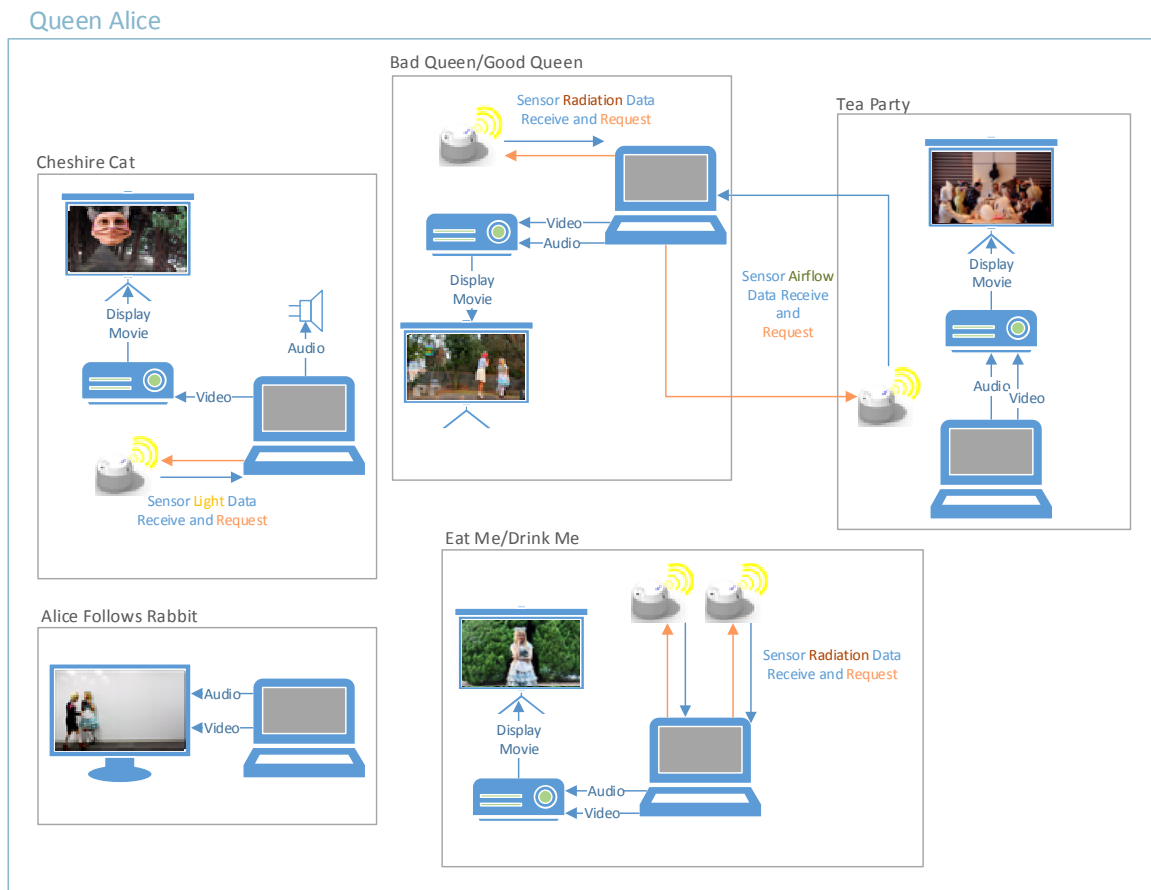 Queen Alice
Bad Queen/Good Queen
Sensor Radiation Data
Receive and Request
Video
Audio
Display
Movie
Tea Party
Display
Movie
Audio
Video
Sensor Airflow
Data Receive
and
Request
Cheshire Cat
Display
Movie
Audio
Video
Sensor Light Data
Receive and Request
Eat Me/Drink Me
Sensor Radiation Data
Receive and Request
Display
Movie
Audio
Video
Alice Follows Rabbit
Audio
Video